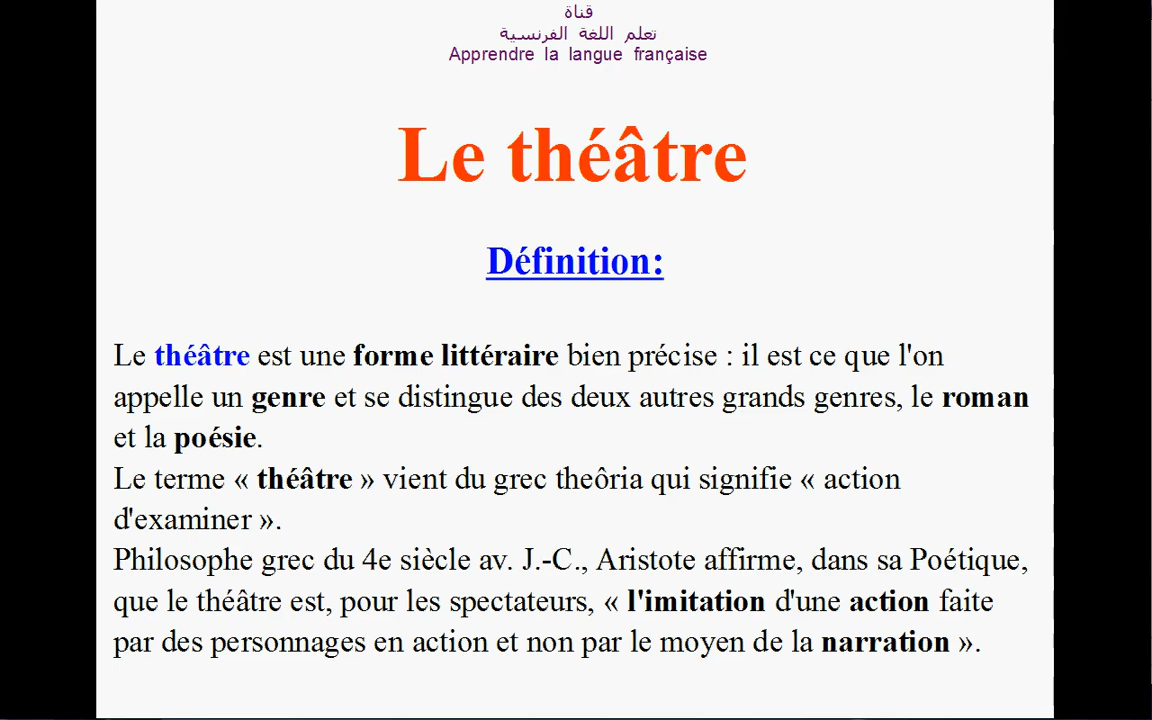 قناة
تعلم اللغة الفرنسية
Apprendre la langue française
Le théâtre
Définition:
Le théâtre est une forme littéraire bien précise : il est ce que l'on
appelle un genre et se distingue des deux autres grands genres, le roman
et la poésie.
Le terme « théâtre » vient du grec theôria qui signifie « action
d'examiner ».
Philosophe grec du 4e siècle av. J.-C., Aristote affirme, dans sa Poétique,
que le théâtre est, pour les spectateurs, « l'imitation d'une action faite
par des personnages en action et non par le moyen de la narration ».